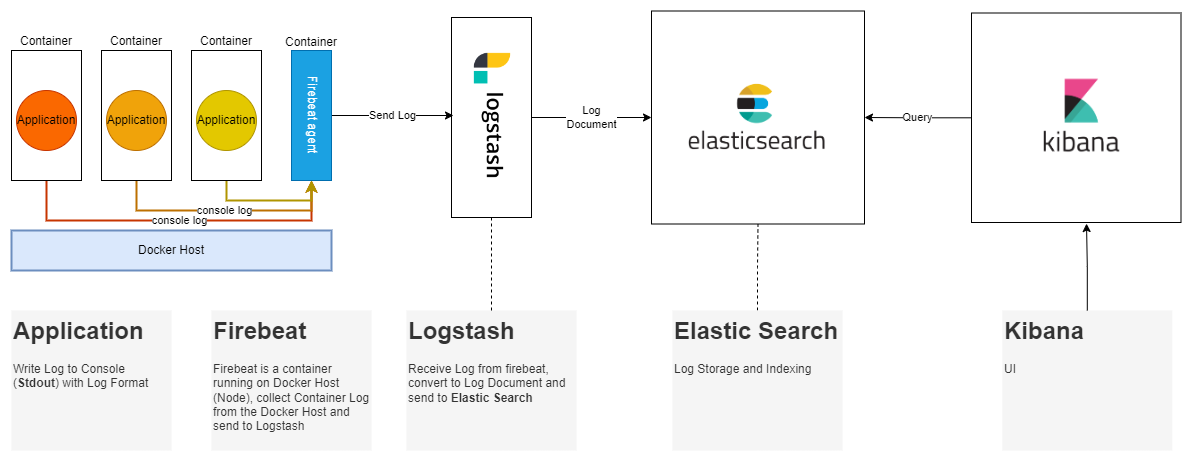 Container
Container
Container
Container
Application
Application
Application
Firebeat agent
console log
console log
Docker Host
Send Log
logstash
Log
Document
elasticsearch
Query
kibana
Application
Write Log to Console
(Stdout) with Log Format
Firebeat
Firebeat is a container
running on Docker Host
(Node), collect Container Log
from the Docker Host and
send to Logstash
Logstash
Receive Log from firebeat,
convert to Log Document and
send to Elastic Search
Elastic Search
Log Storage and Indexing
Kibana
UI